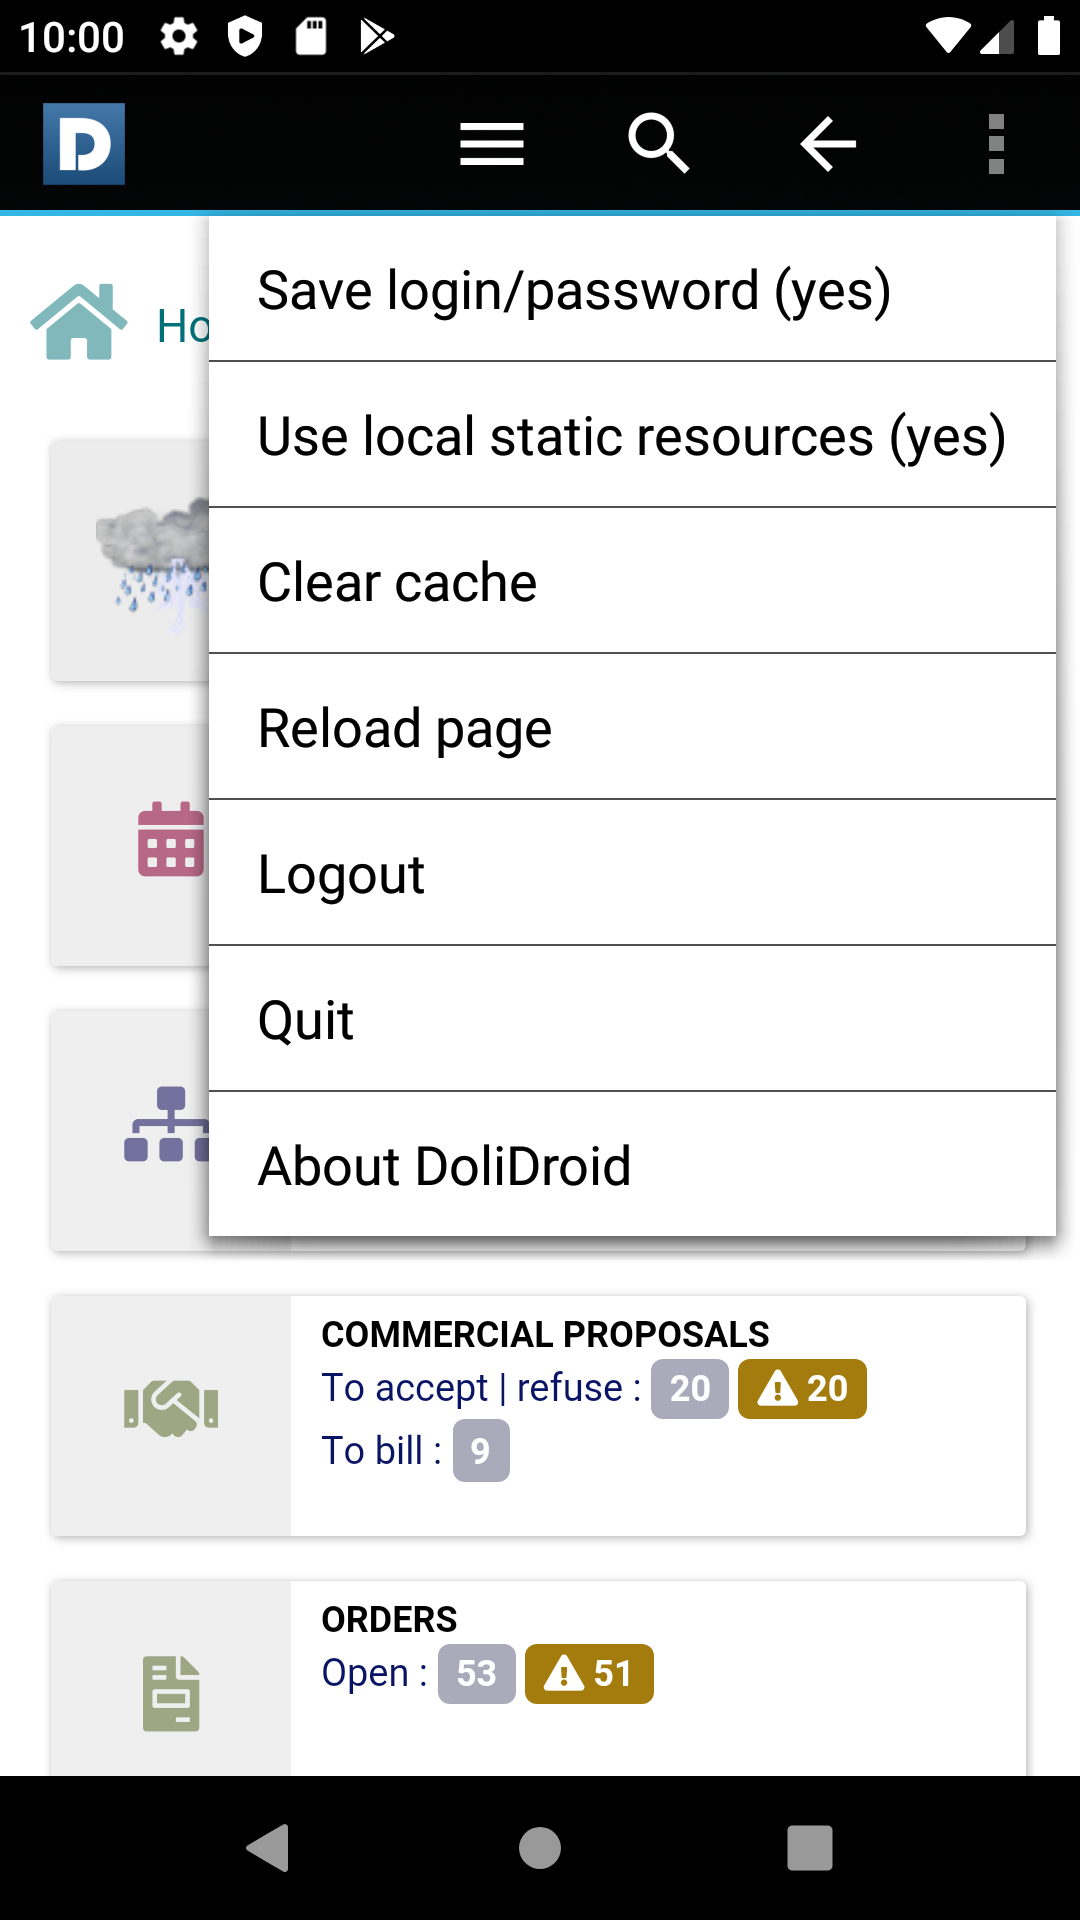 10:00
D
Ho
Save login/password (yes)
Use local static resources (yes)
Clear cache
Reload page
Logout
Quit
About DoliDroid
COMMERCIAL PROPOSALS
To accept | refuse : 20 20
To bill : 9
ORDERS
Open : 53 51